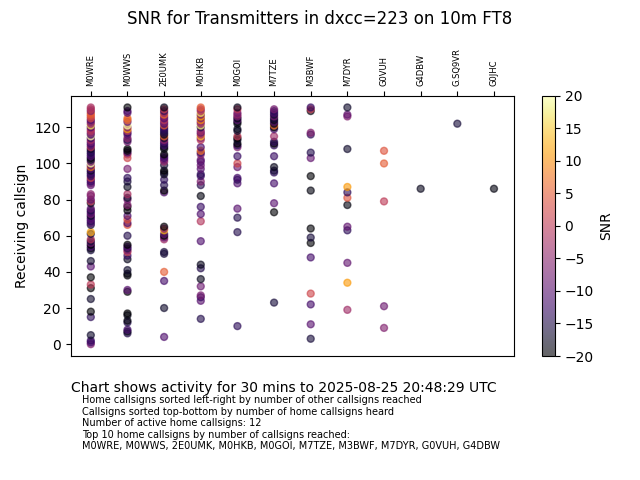 SNR for Transmitters in dxcc=223 on 10m FT8
M0WRE M0WWS 2E0UMK M0HKB M0GOI M7TZE M3BWF M7DYR G0VUH G4DBW G.SQ9VR G0JHC
Receiving callsign
120
100
80
60
40
20
0
20
15
10
5
0
−5
−10
−15
−20
SNR
Chart shows activity for 30 mins to 2025-08-25 20:48:29 UTC
Home callsigns sorted left-right by number of other callsigns reached
Callsigns sorted top-bottom by number of home callsigns heard
Number of active home callsigns: 12
Top 10 home callsigns by number of callsigns reached:
M0WRE, M0WWS, 2E0UMK, M0HKB, M0GOI, M7TZE, M3BWF, M7DYR, G0VUH, G4DBW